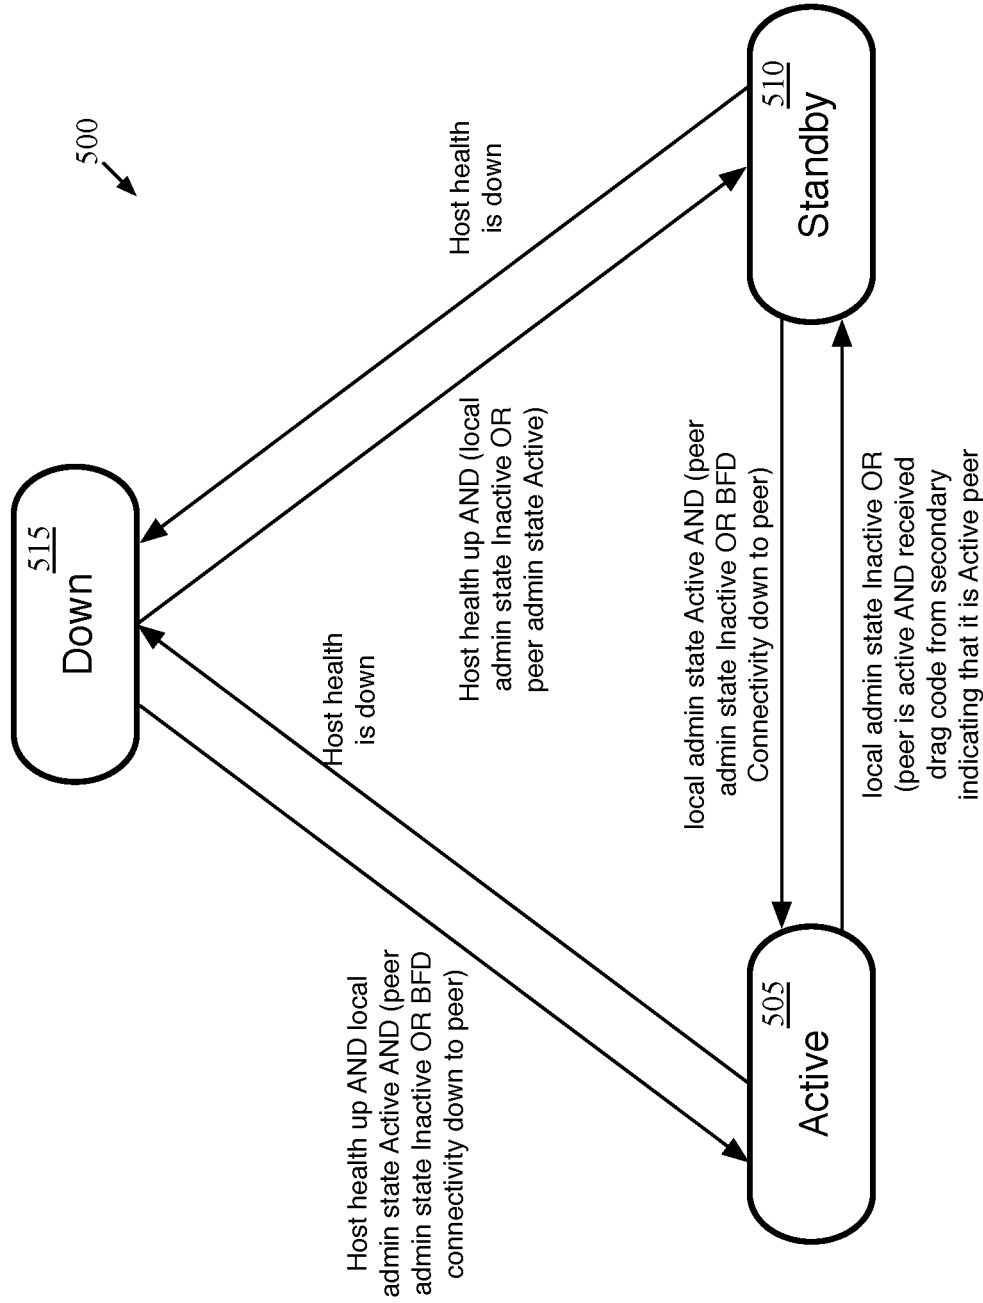 500
515
Down
510
Standby
505
Active
Host health
is down
Host health up AND (local
admin state Inactive OR
peer admin state Active)
Host health
is down
Host health up AND local
admin state Active AND (peer
admin state Inactive OR BFD
connectivity down to peer)
local admin state Active AND (peer
admin state Inactive OR BFD
Connectivity down to peer)
local admin state Inactive OR
(peer is active AND received
drag code from secondary
indicating that it is Active peer